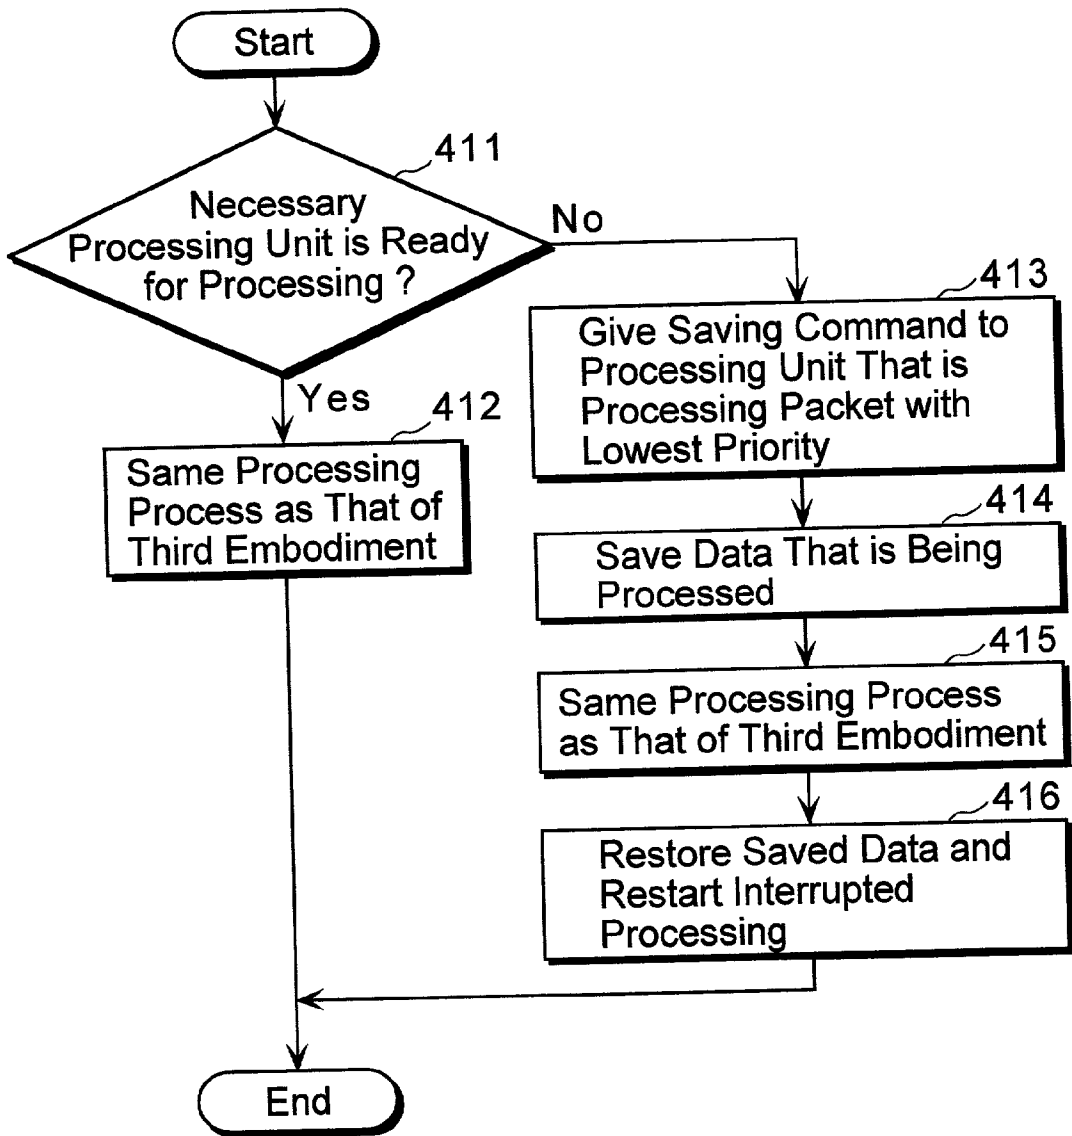 Start
411
Necessary
Processing Unit is Ready
for Processing ?
No
Yes
412
Same Processing
Process as That of
Third Embodiment
413
Give Saving Command to
Processing Unit That is
Processing Packet with
Lowest Priority
414
Save Data That is Being
Processed
415
Same Processing Process
as That of Third Embodiment
416
Restore Saved Data and
Restart Interrupted
Processing
End